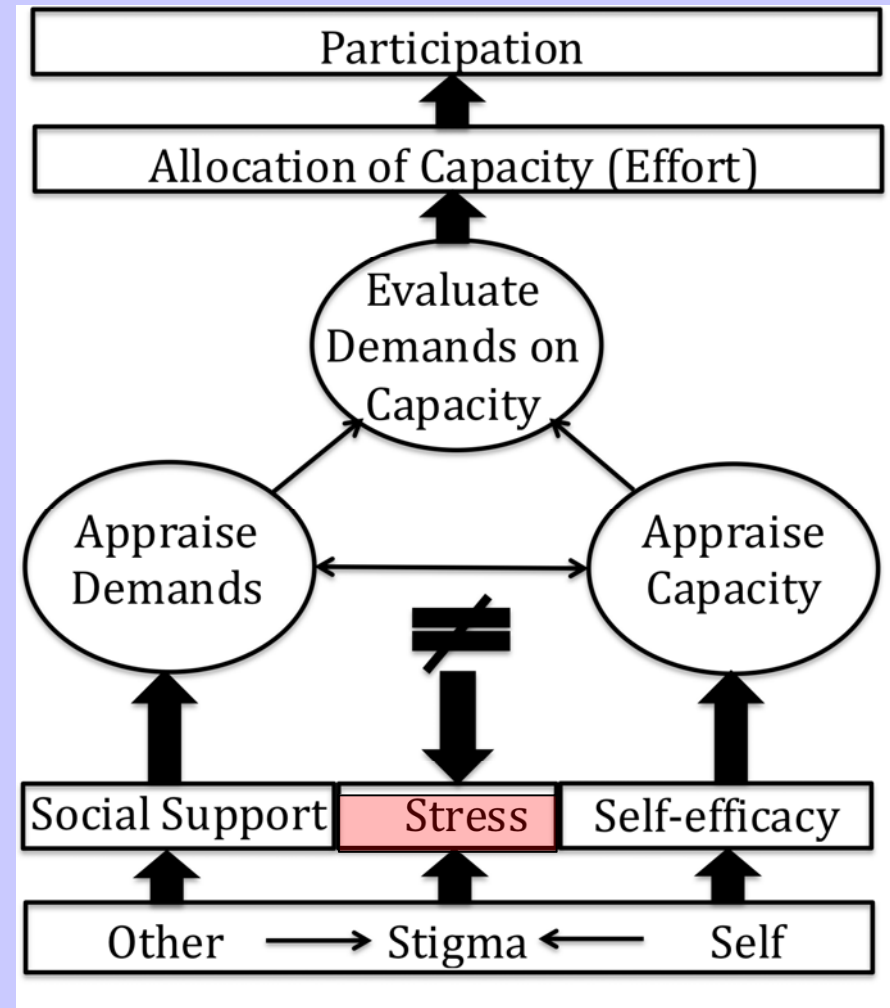 Participation
Allocation of Capacity (Effort)
Evaluate
Demands on
Capacity
Appraise
Demands
Appraise
Capacity
≠
Social Support
Stress
Self-efficacy
Other → Stigma ← Self